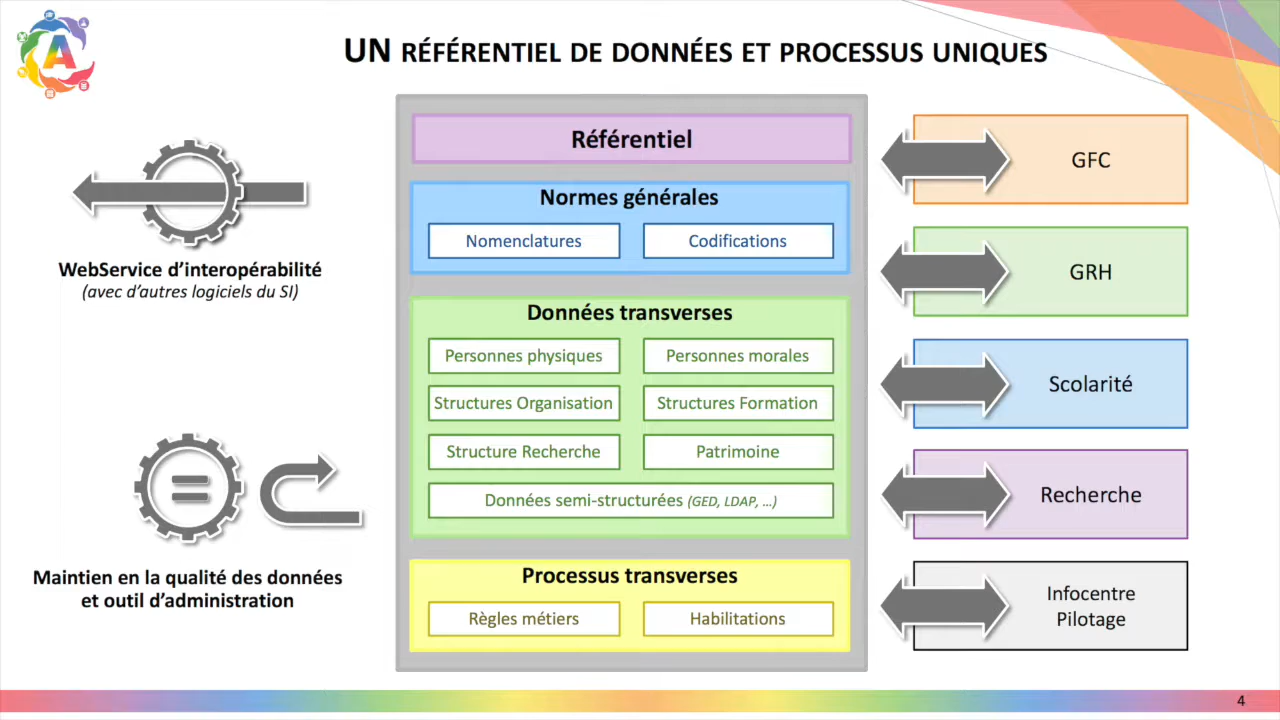 UN RÉFÉRENTIEL DE DONNÉES ET PROCESSUS UNIQUES
A
WebService d'interopérabilité
(avec d'autres logiciels du SI)
Maintien en la qualité des données
et outil d'administration
Référentiel
Normes générales
Nomenclatures
Codifications
Données transverses
Personnes physiques
Personnes morales
Structures Organisation
Structures Formation
Structure Recherche
Patrimoine
Données semi-structurées (GED, LDAP, ...)
Processus transverses
Règles métiers
Habilitations
GFC
GRH
Scolarité
Recherche
Infocentre
Pilotage
4